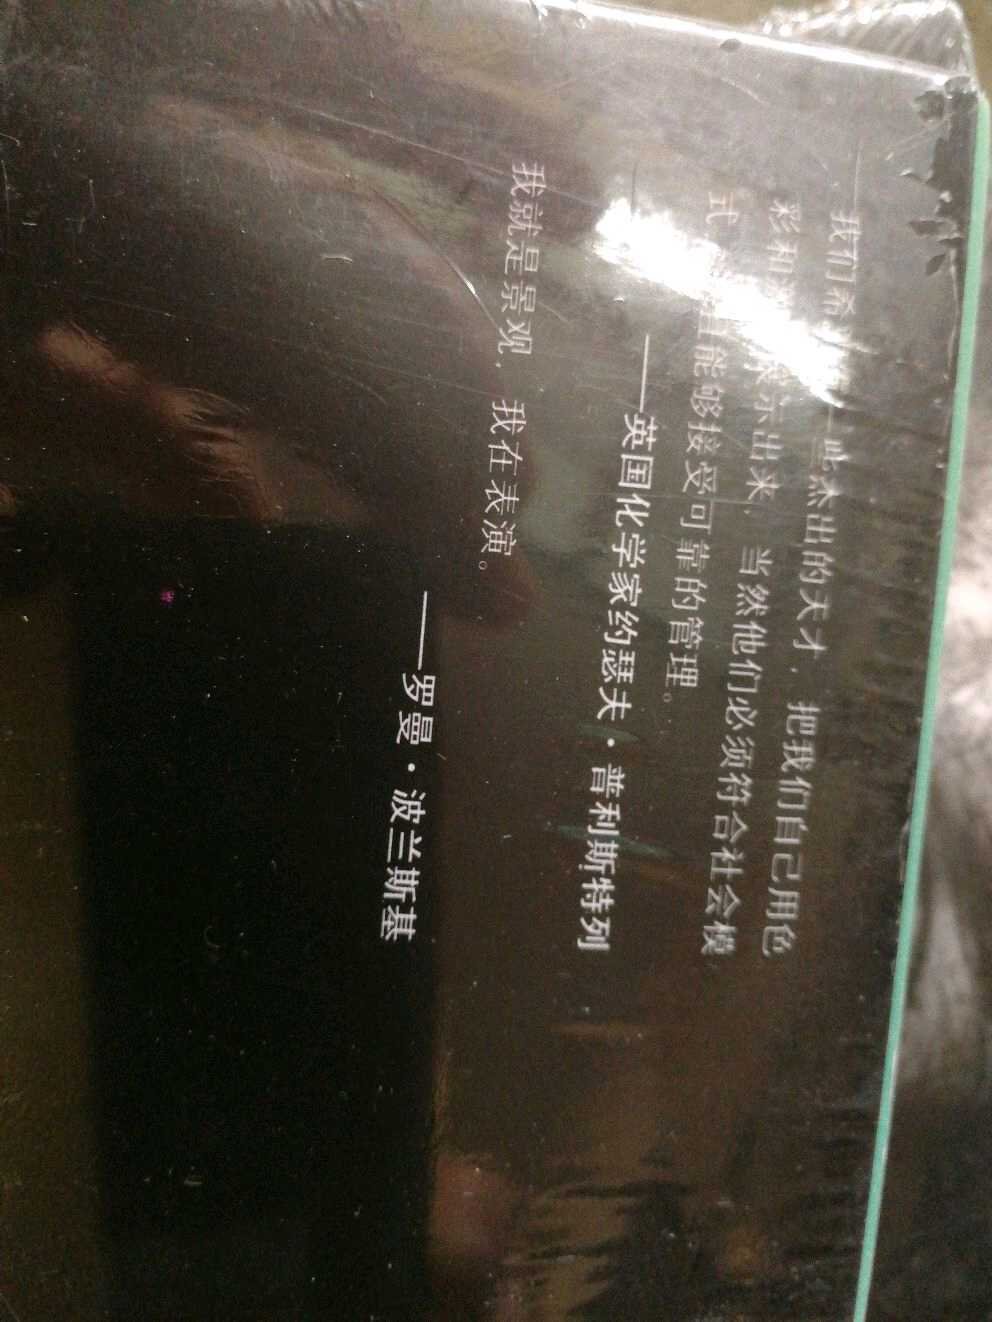 我们希 一些杰出的天才，把我们自己用色
彩和 表示出来，当然他们必须符合社会模
式 能够接受可靠的管理。
——英国化学家约瑟夫·普利斯特列
我就是景观，我在表演。
——罗曼·波兰斯基